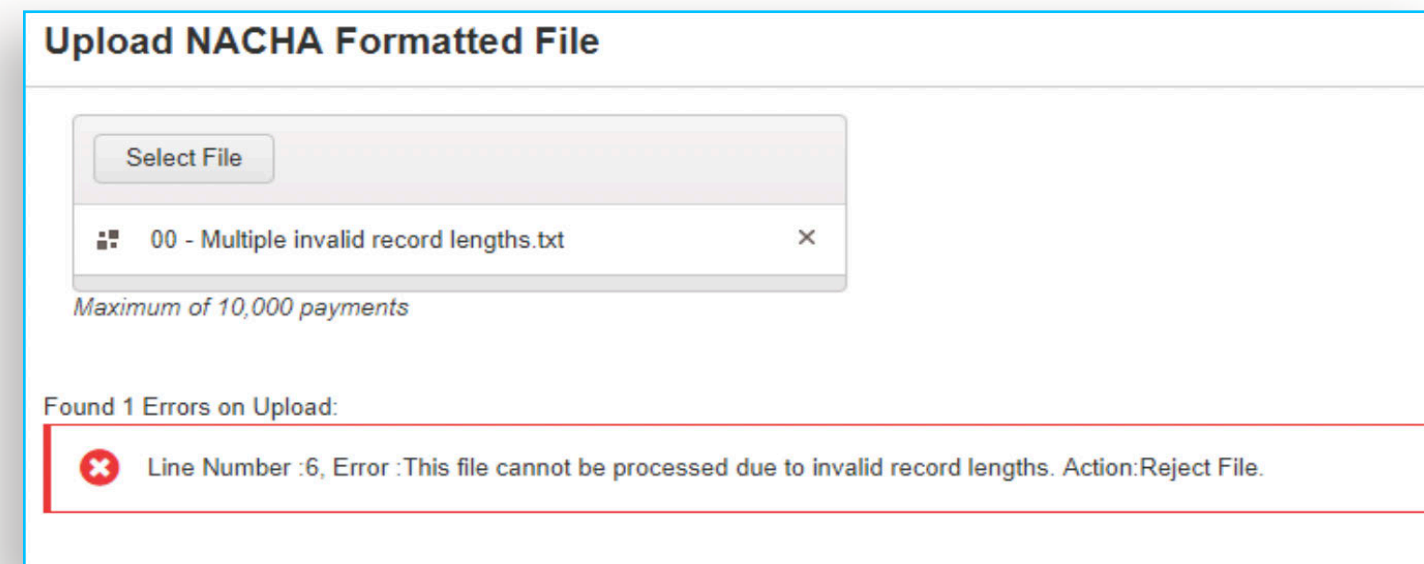 Upload NACHA Formatted File
Select File
00 - Multiple invalid record lengths.txt
Maximum of 10,000 payments
Found 1 Errors on Upload:
Line Number :6, Error :This file cannot be processed due to invalid record lengths. Action:Reject File.